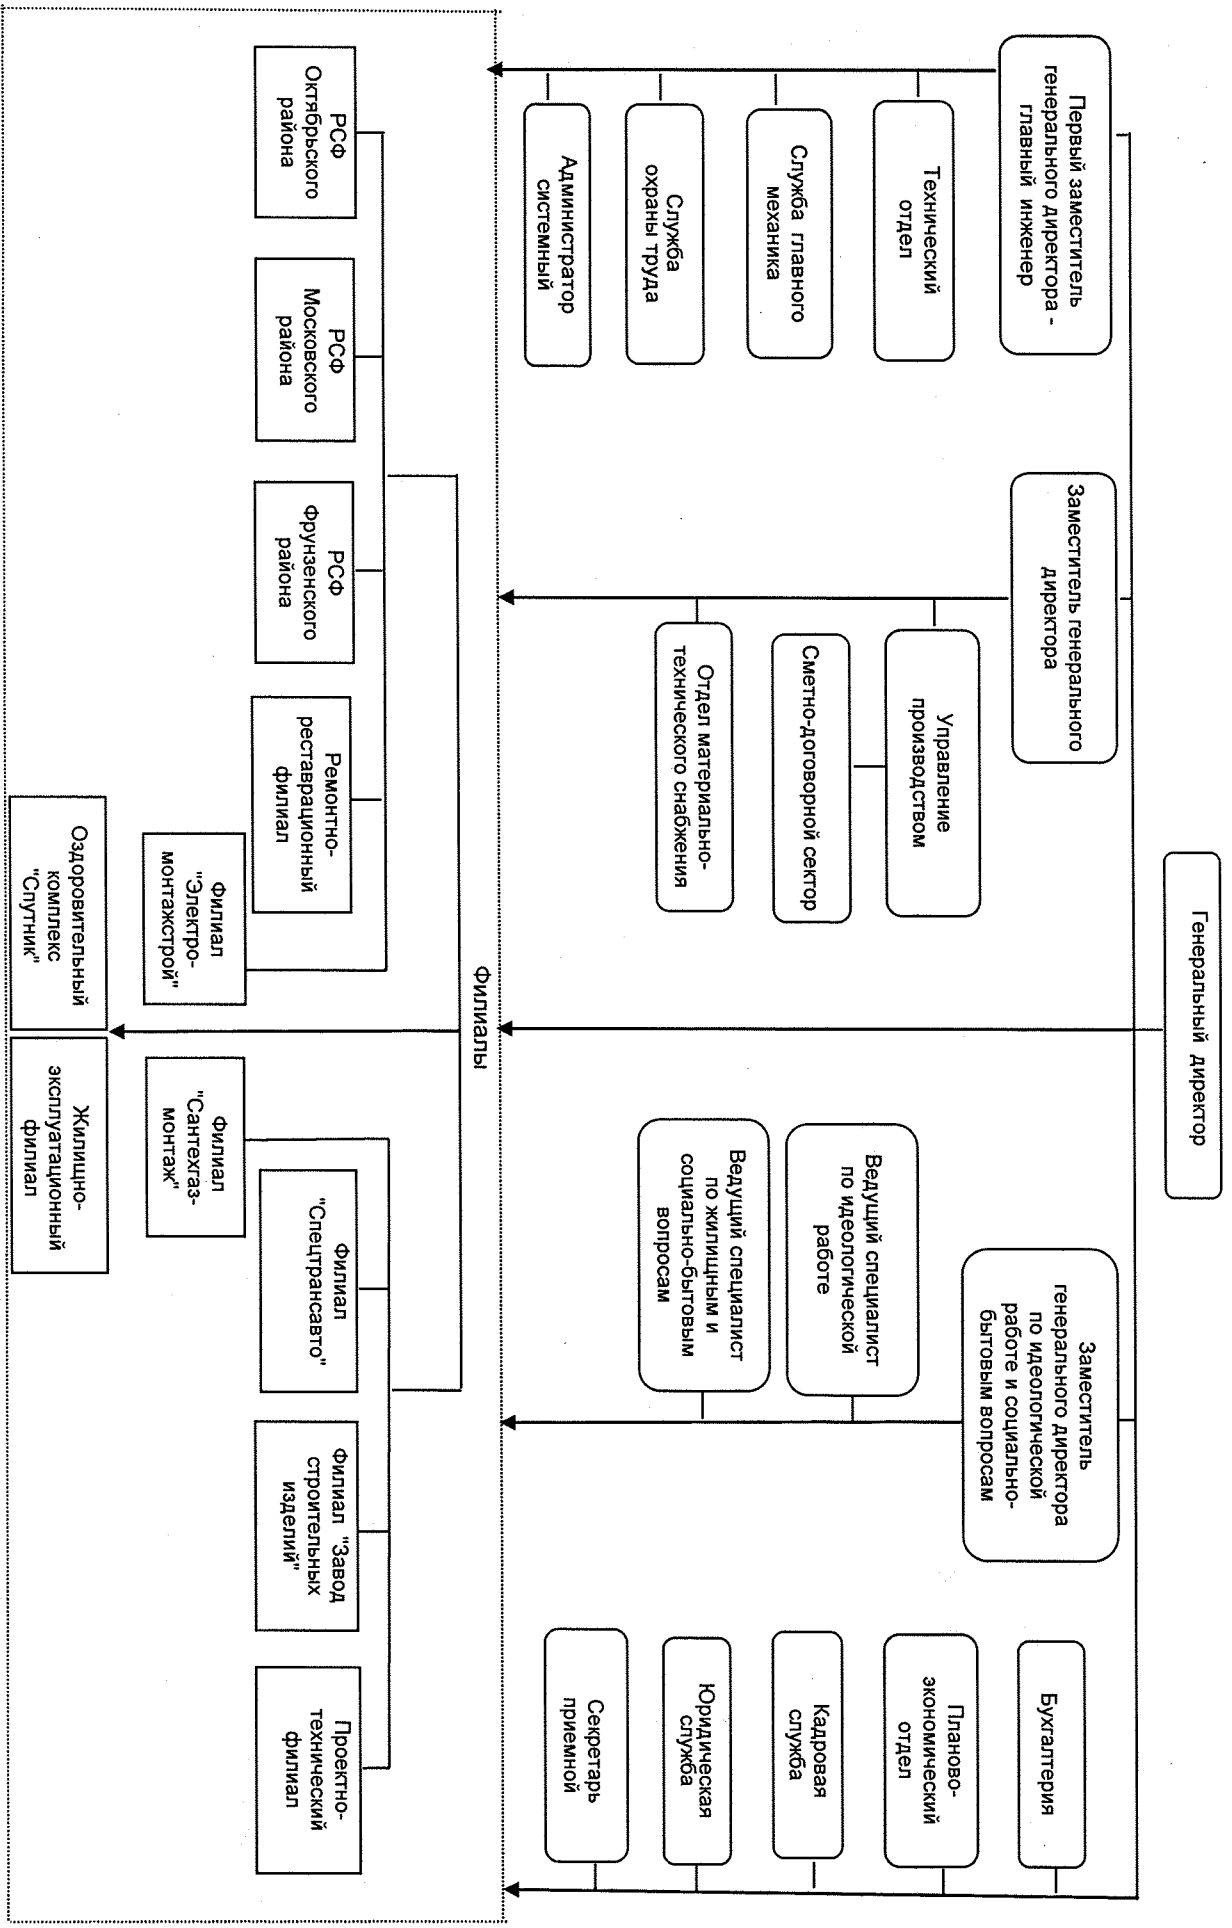 Генеральный директор
Первый заместитель
генерального директора -
главный инженер
Заместитель генерального
директора
Заместитель
генерального директора
по идеологической
работе и социально-
бытовым вопросам
Бухгалтерия
Технический
отдел
Управление
производством
Ведущий специалист
по идеологической
работе
Планово-
экономический
отдел
Служба главного
механика
Сметно-договорной сектор
Кадровая
служба
Служба
охраны труда
Отдел материально-
технического снабжения
Ведущий специалист
по жилищным и
социально-бытовым
вопросам
Юридическая
служба
Администратор
системный
Секретарь
приемной
Филиалы
РСФ
Октябрьского
района
РСФ
Московского
района
РСФ
Фрунзенского
района
Ремонтно-
реставрационный
филиал
Филиал
"Спецтрансавто"
Филиал "Завод
строительных
изделий"
Проектно-
технический
филиал
Филиал
"Электро-
монтажстрой"
Филиал
"Сантехгаз-
монтаж"
Оздоровительный
комплекс
"Спутник"
Жилищно-
эксплуатационный
филиал